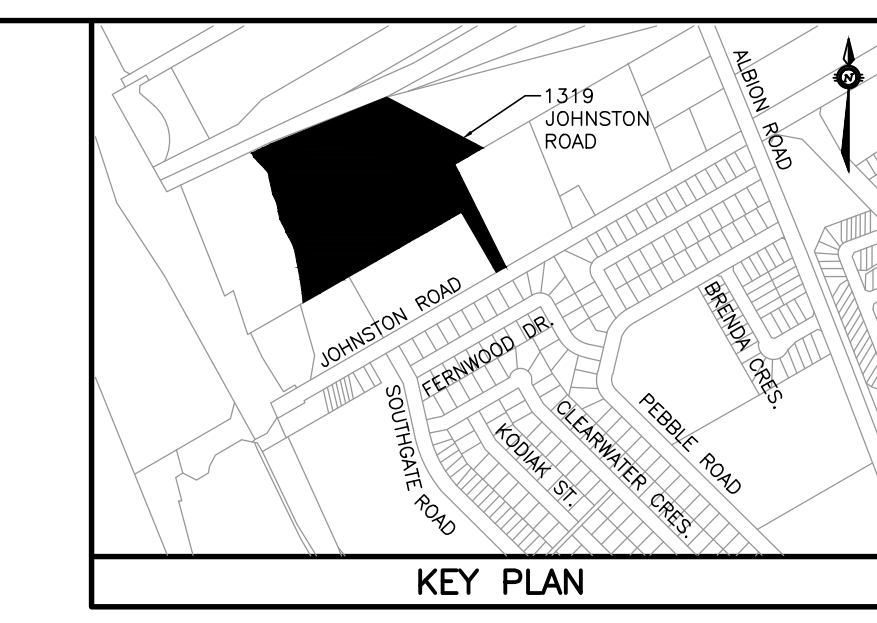 ALBION ROAD
N
1319
JOHNSTON
ROAD
JOHNSTON ROAD
FERNWOOD DR.
BRENDA CRES.
SOUTHGATE ROAD
KODIAK ST.
CLEARWATER CRES.
PEBBLE ROAD
KEY PLAN